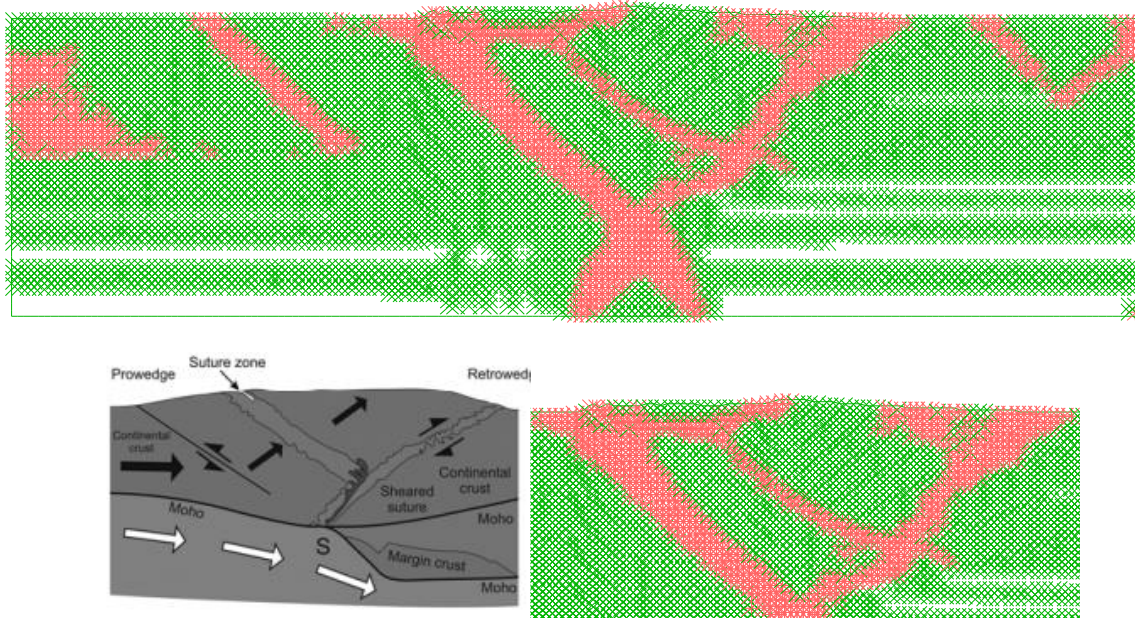 Suture zone
Prowedge
Retrowed
Continental
crust
Continental
crust
Sheared
suture
Moho
Moho
S
Margin crust
Moho